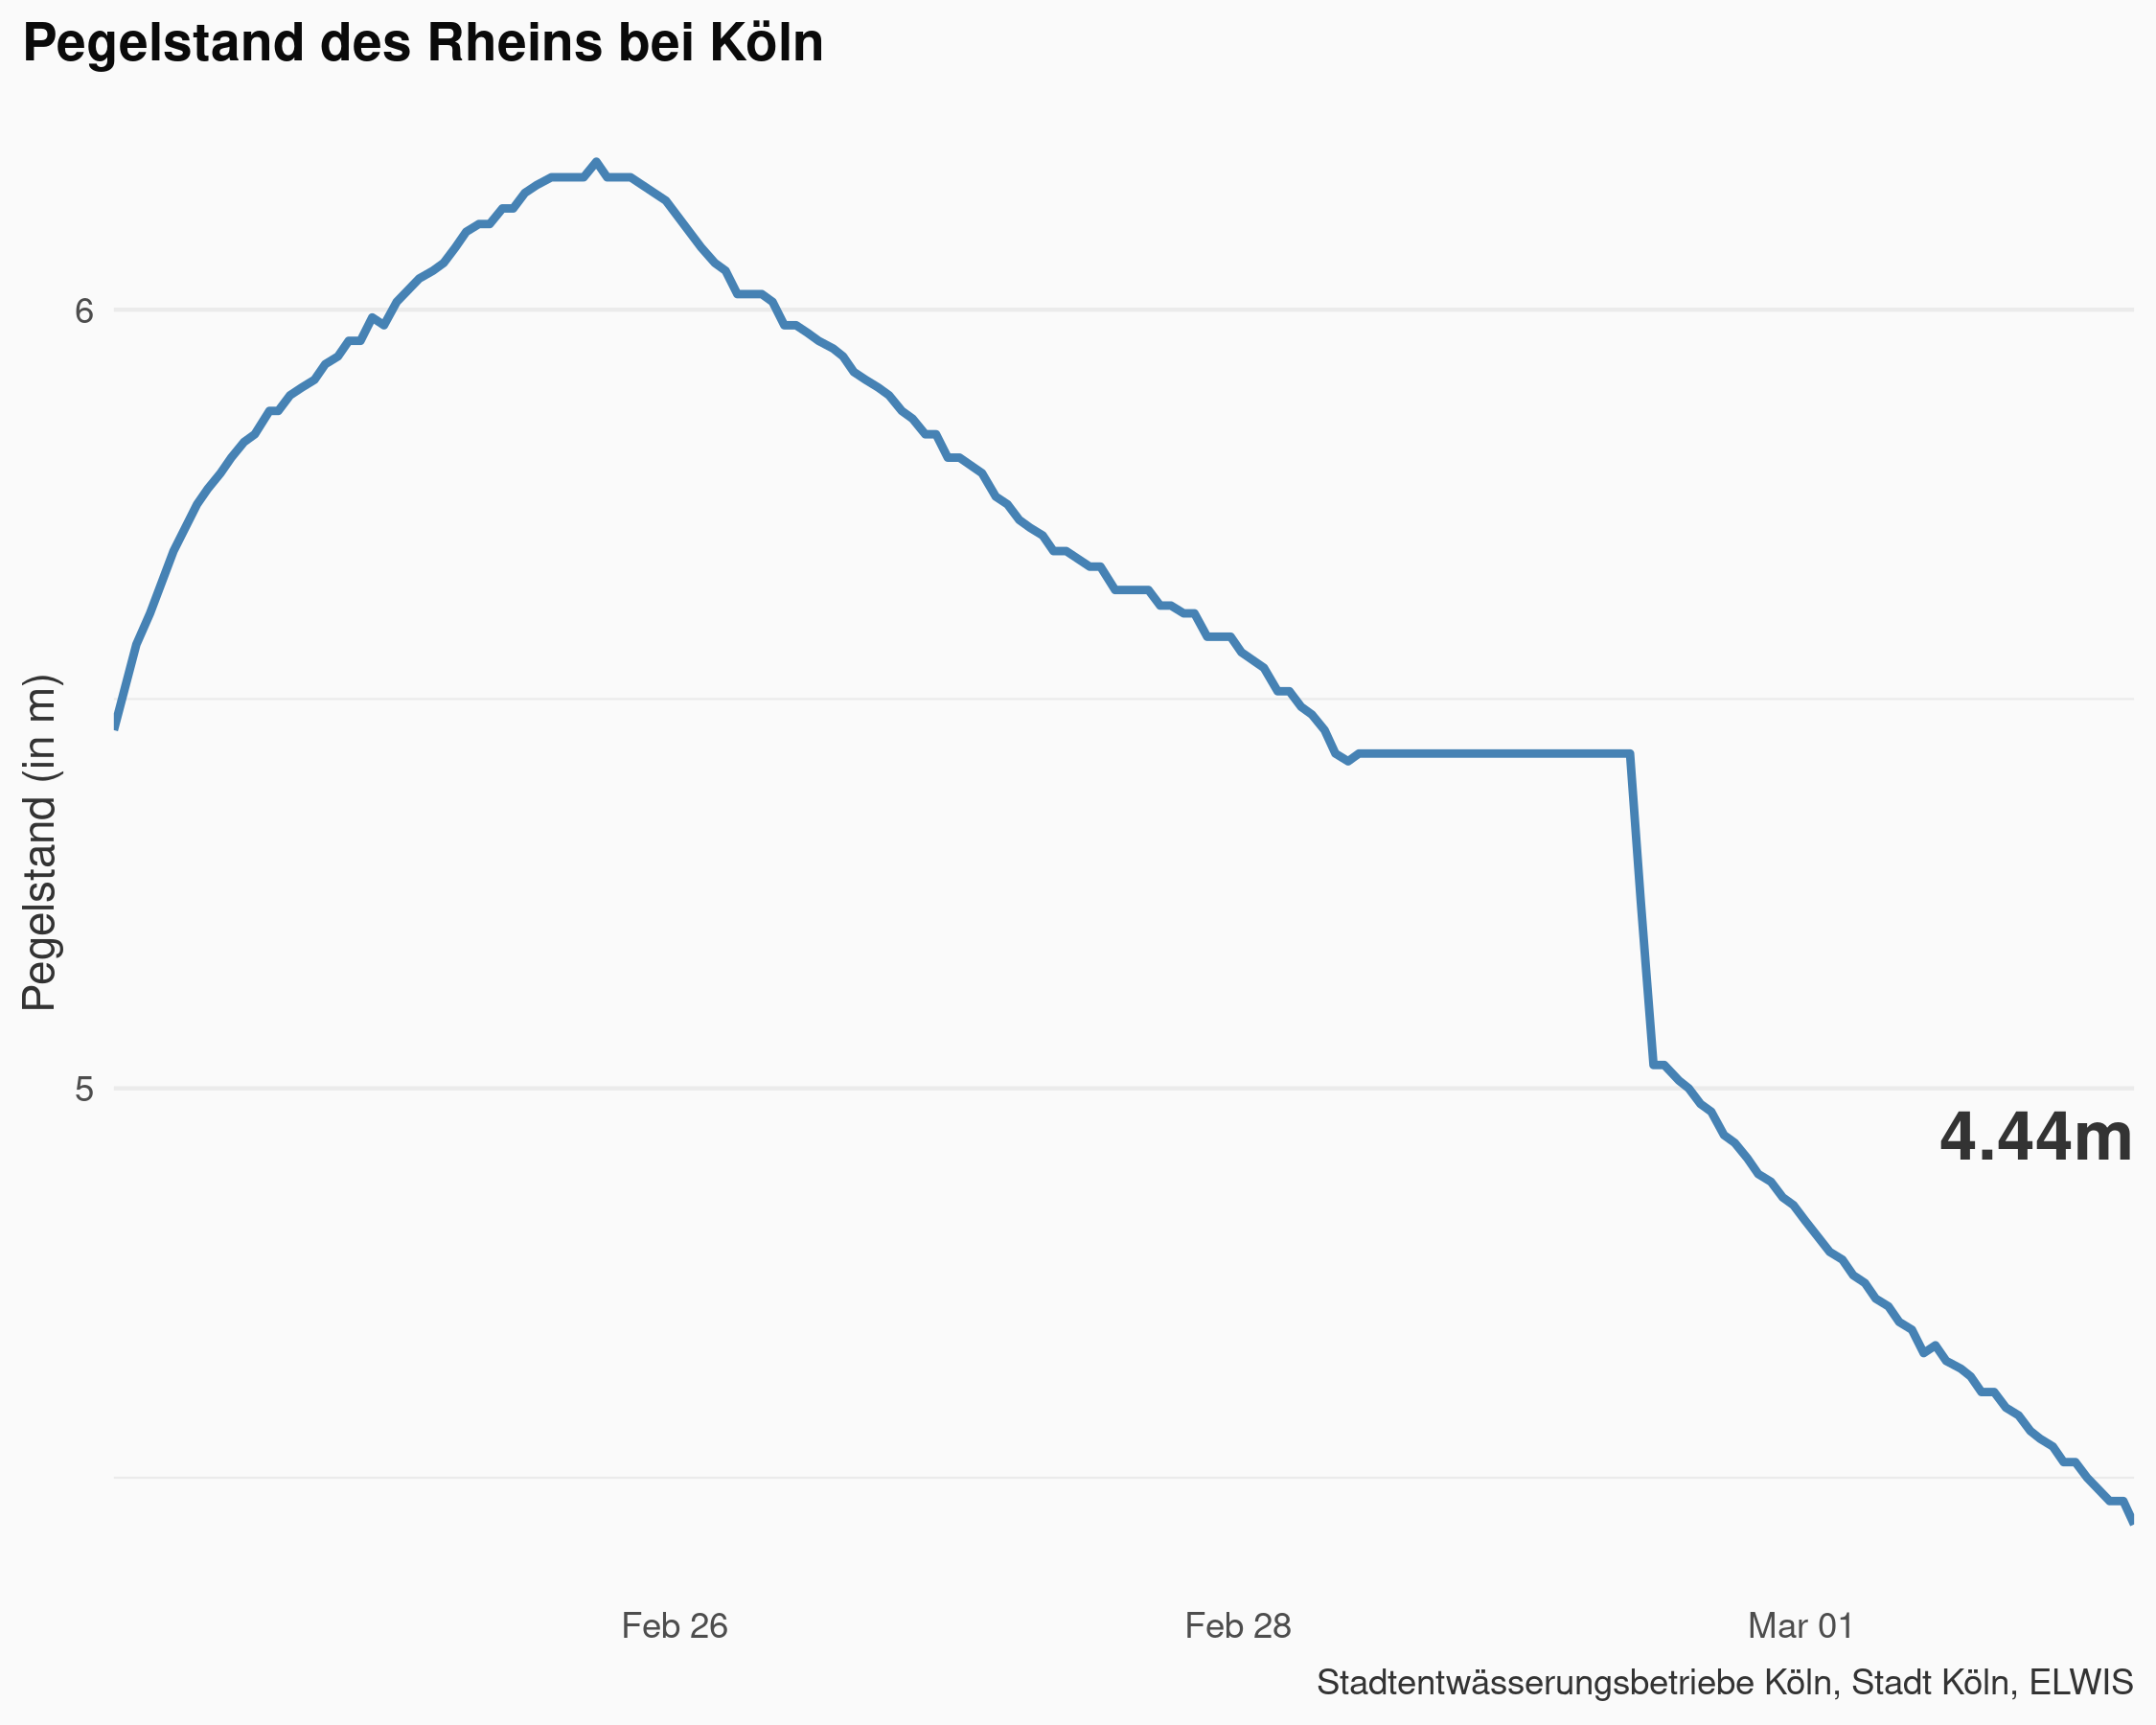 Pegelstand des Rheins bei Köln
Pegelstand (in m)
6
5
4.44m
Feb 26
Feb 28
Mar 01
Stadtentwässerungsbetriebe Köln, Stadt Köln, ELWIS